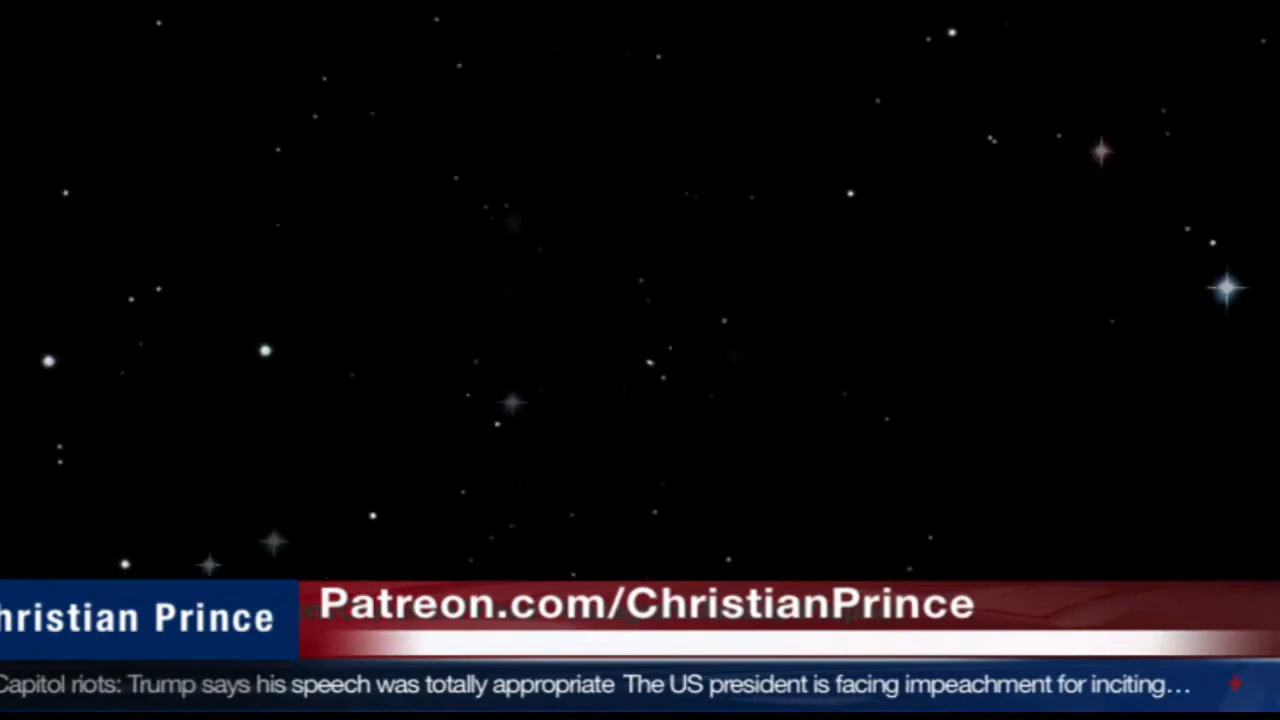 Patreon.com/ChristianPrince
hristian Prince
Capitol riots: Trump says his speech was totally appropriate The US president is facing impeachment for inciting…